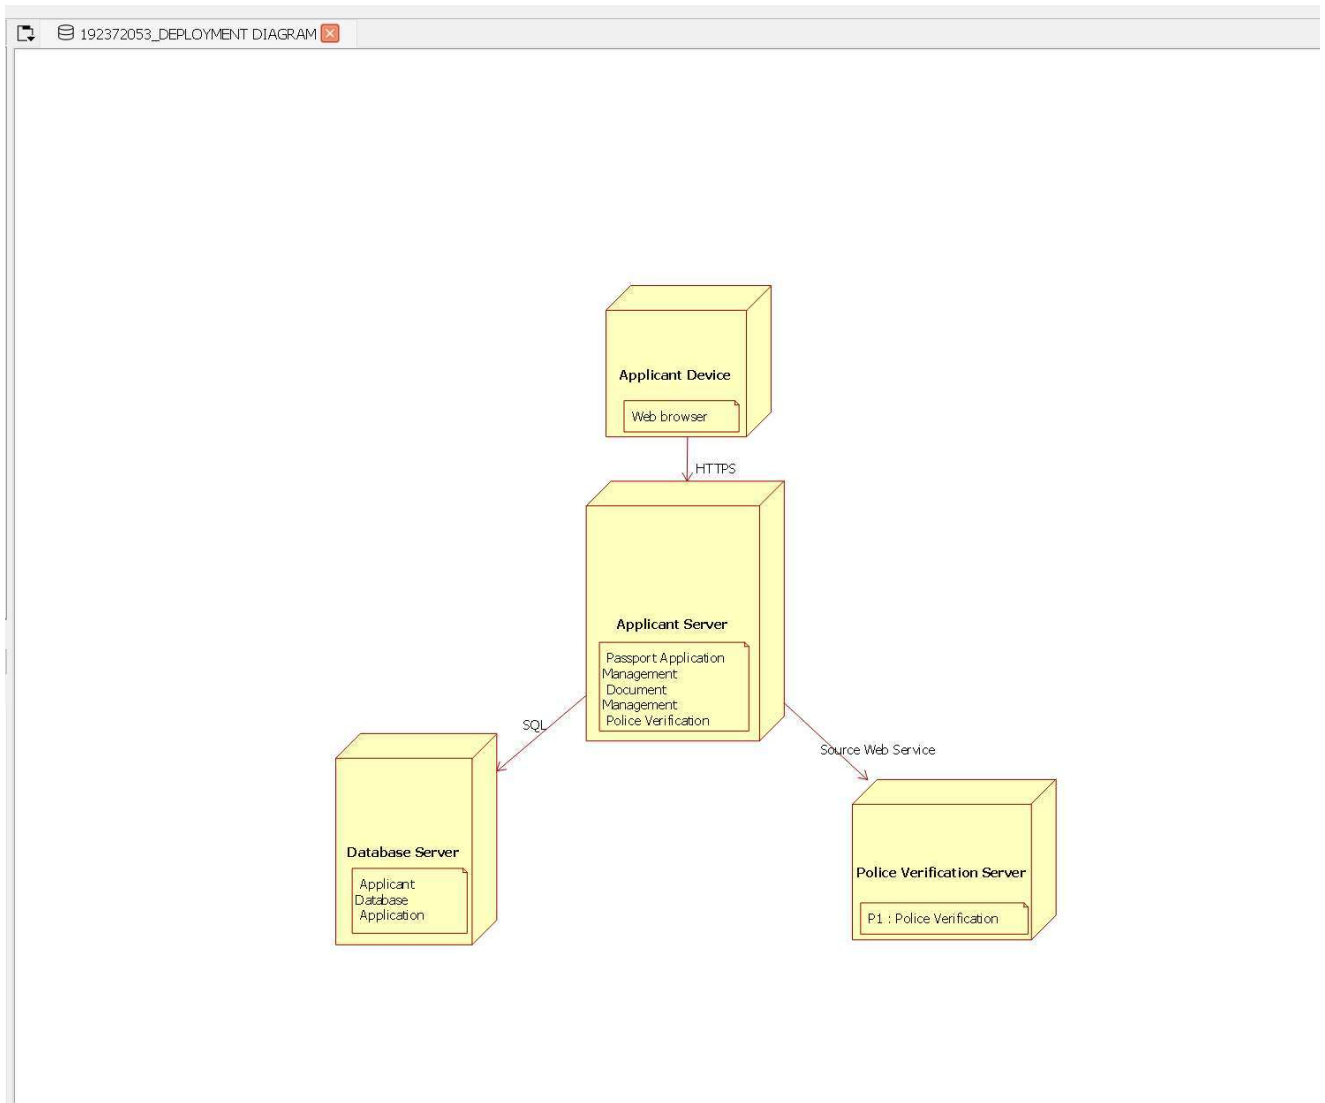 192372053_DEPLOYMENT DIAGRAM
Applicant Device
Web browser
HTTPS
Applicant Server
Passport Application
Management
Document
Management
Police Verification
SQL
Source Web Service
Database Server
Applicant
Database
Application
Police Verification Server
P1 : Police Verification